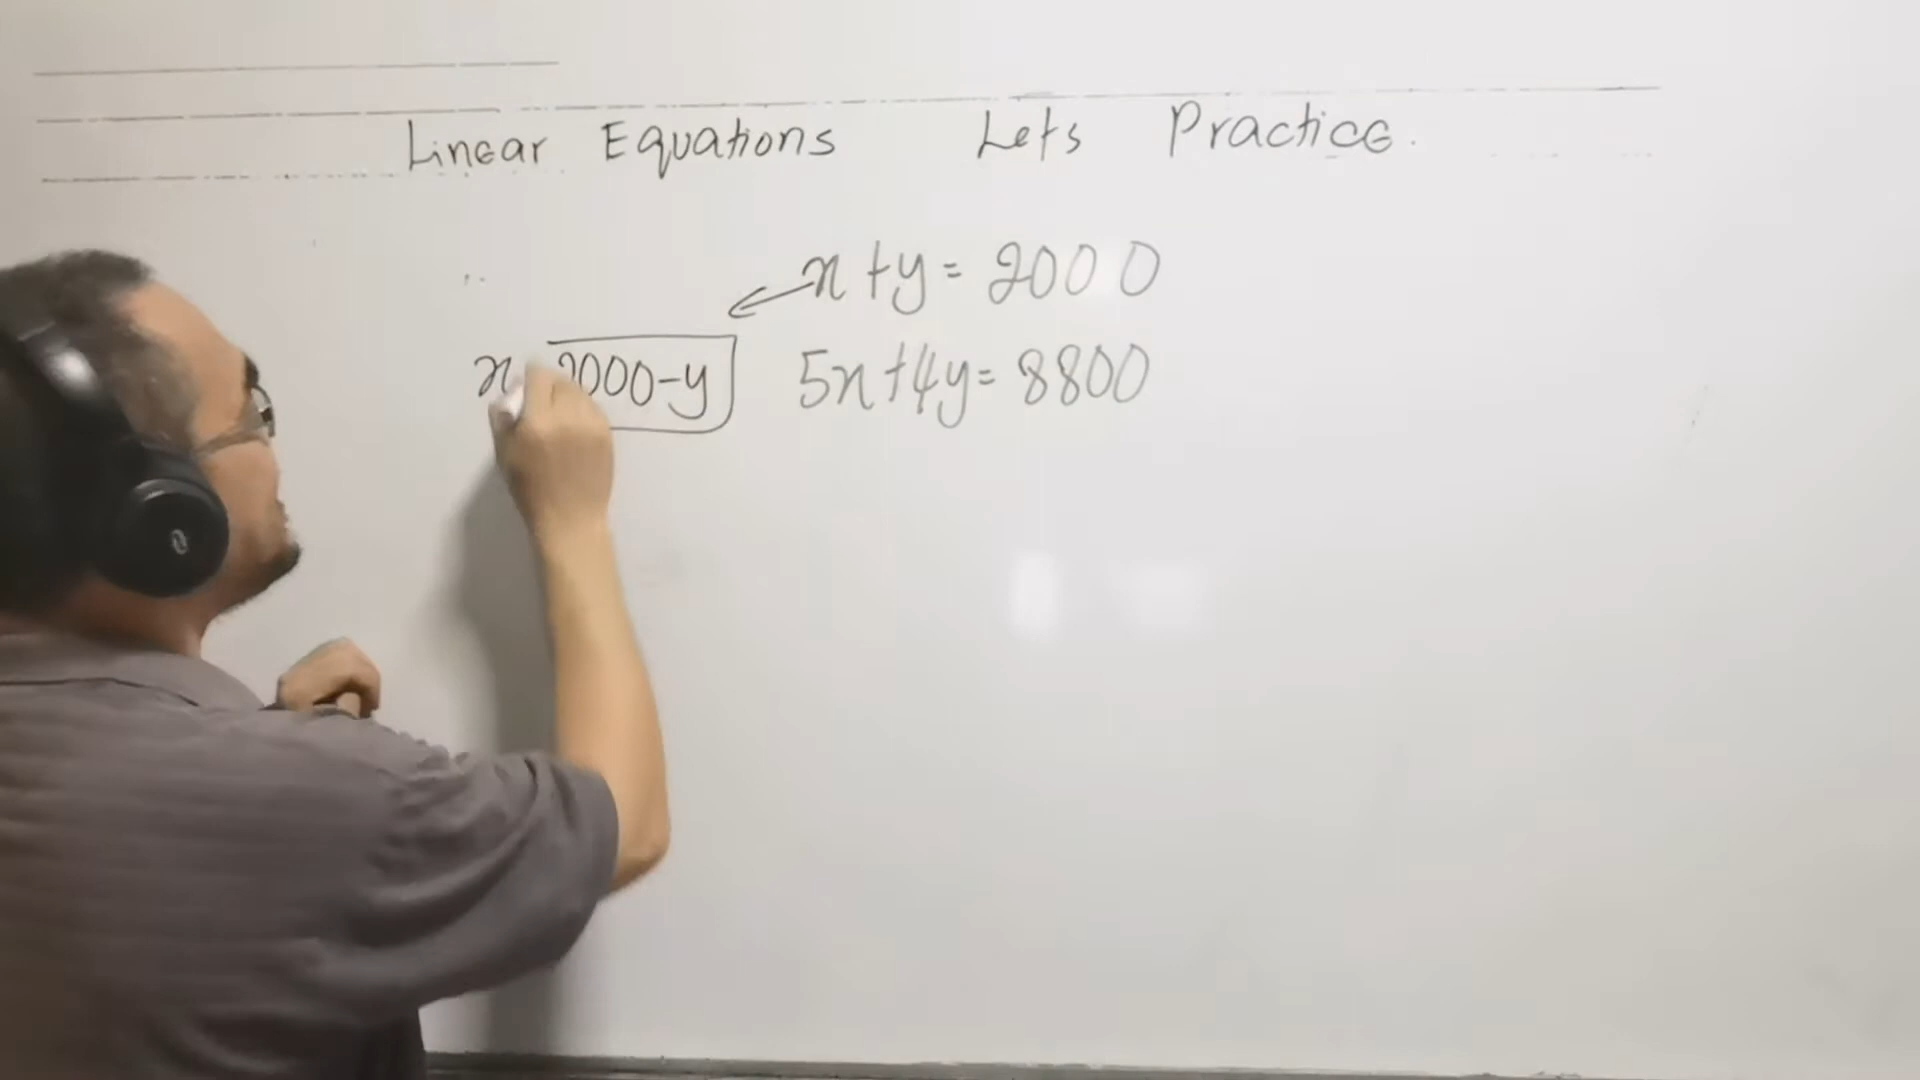 Linear Equations Lets Practice.
x+y= 2000
x 2000-y
5x+4y= 8800